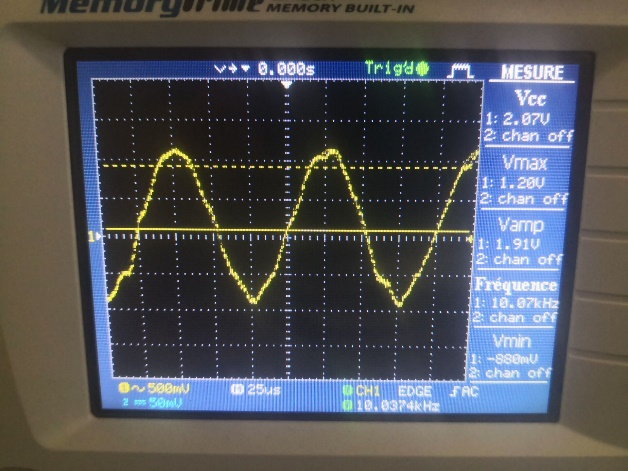 MemoryPrime MEMORY BUILT-IN
0.000s Trig'd MESURE
Vcc
1: 2.07V
2: chan off
Vmax
1: 1.20V
2: chan off
Vamp
1: 1.91V
2: chan off
Fréquence
1: 10.07kHz
2: chan off
Vmin
1: -880mV
2: chan off
1
500mV 25us CH1 EDGE AC
2 50mV 10.0374kHz